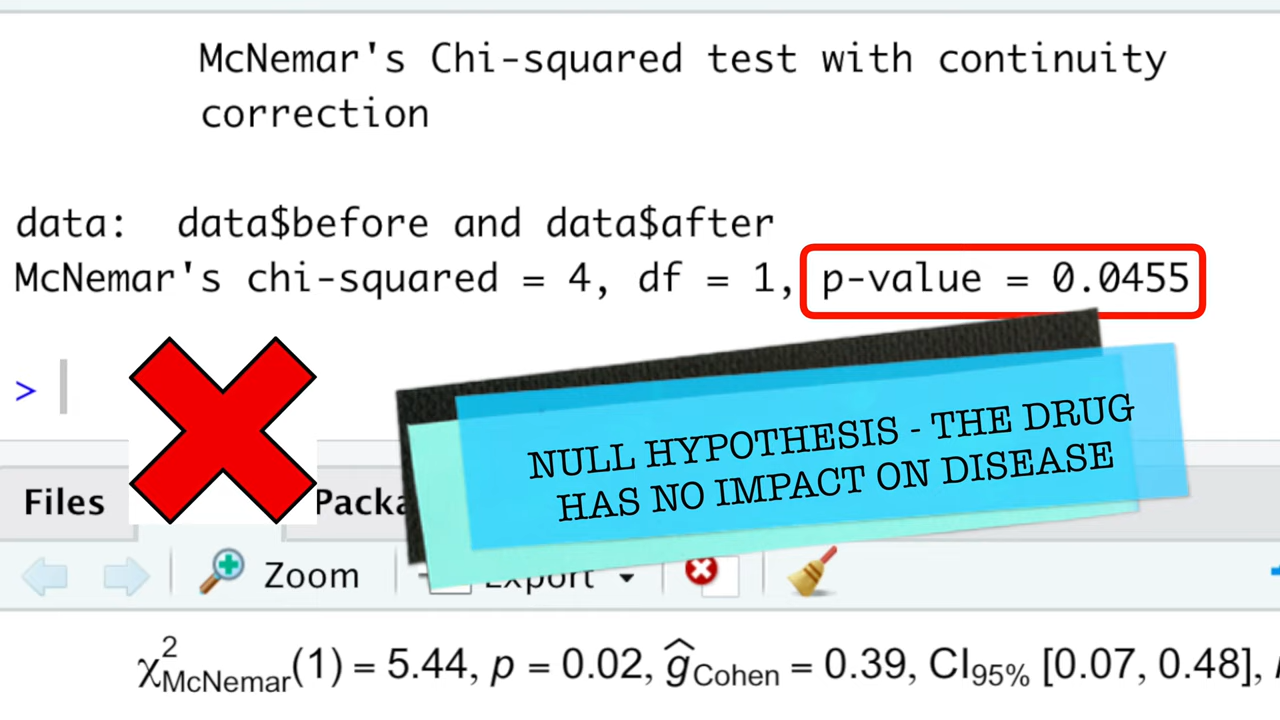 McNemar's Chi-squared test with continuity
correction
data:  data$before and data$after
McNemar's chi-squared = 4, df = 1, p-value = 0.0455
>
NULL HYPOTHESIS - THE DRUG
HAS NO IMPACT ON DISEASE
Files
Zoom
χ²McNemar(1) = 5.44, p = 0.02, ĝCohen = 0.39, CI95% [0.07, 0.48],